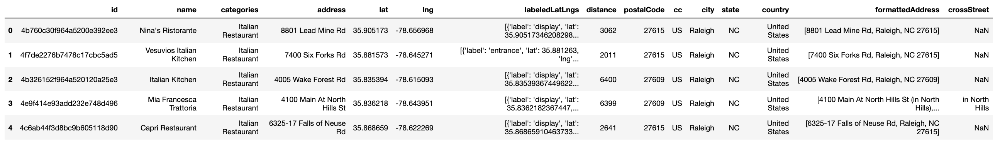 id name categories address lat lng labeledLatLngs distance postalCode cc city state country formattedAddress crossStreet
0 4b760c30f964a5200e392ee3 Nina's Ristorante Italian Restaurant 8801 Lead Mine Rd 35.905173 -78.656968 [{'label': 'display', 'lat': 35.90517346208298... 3062 27615 US Raleigh NC United States [8801 Lead Mine Rd, Raleigh, NC 27615] NaN
1 4f7de2276b7478c17cbc5ad5 Vesuvios Italian Kitchen Italian Restaurant 7400 Six Forks Rd 35.881573 -78.645271 [{'label': 'entrance', 'lat': 35.881263, 'lng'... 2011 27615 US Raleigh NC United States [7400 Six Forks Rd, Raleigh, NC 27615] NaN
2 4b326152f964a520120a25e3 Italian Kitchen Italian Restaurant 4005 Wake Forest Rd 35.835394 -78.615093 [{'label': 'display', 'lat': 35.83539367449622... 6400 27609 US Raleigh NC United States [4005 Wake Forest Rd, Raleigh, NC 27609] NaN
3 4e9f414e93add232e748d496 Mia Francesca Trattoria Italian Restaurant 4100 Main At North Hills St 35.836218 -78.643951 [{'label': 'display', 'lat': 35.8362182367447,... 6399 27609 US Raleigh NC United States [4100 Main At North Hills St (in North Hills),... in North Hills
4 4c6ab44f3d8bc9b605118d90 Capri Restaurant Italian Restaurant 6325-17 Falls of Neuse Rd 35.868659 -78.622269 [{'label': 'display', 'lat': 35.86865910463733... 2641 27615 US Raleigh NC United States [6325-17 Falls of Neuse Rd, Raleigh, NC 27615] NaN